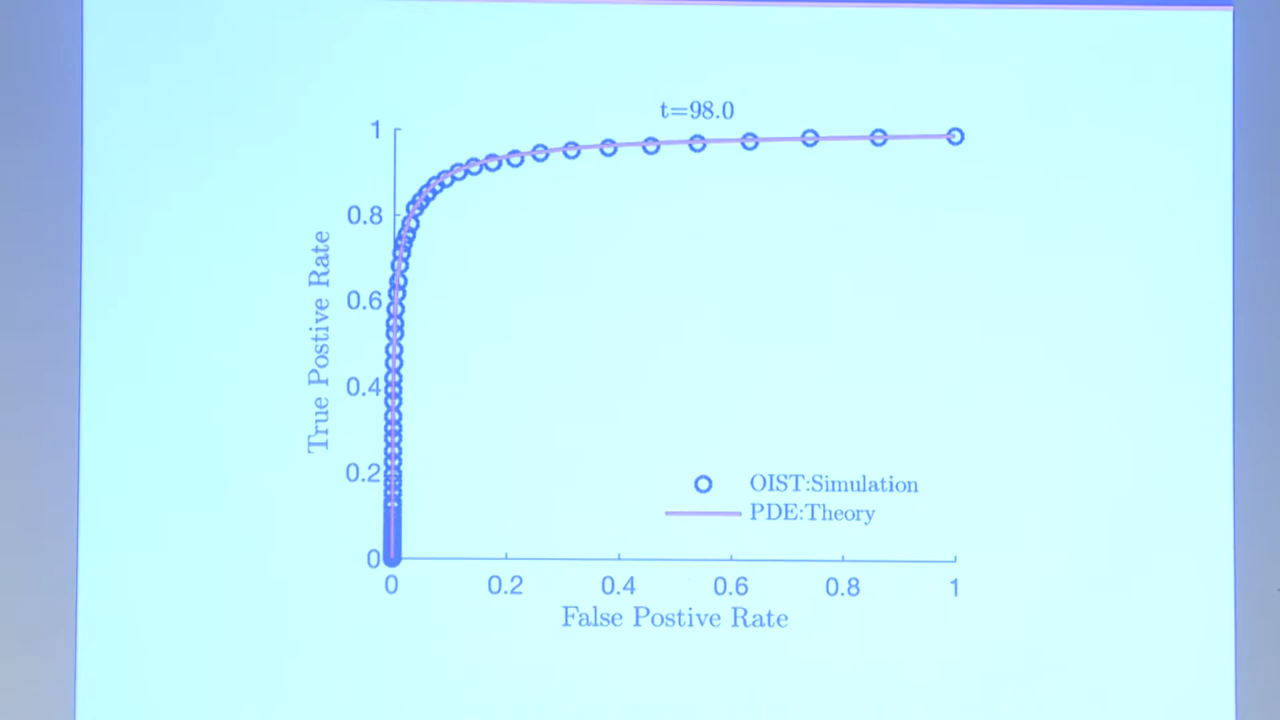 t=98.0
1
0.8
0.6
0.4
0.2
0
True Postive Rate
OIST:Simulation
PDE:Theory
0 0.2 0.4 0.6 0.8 1
False Postive Rate